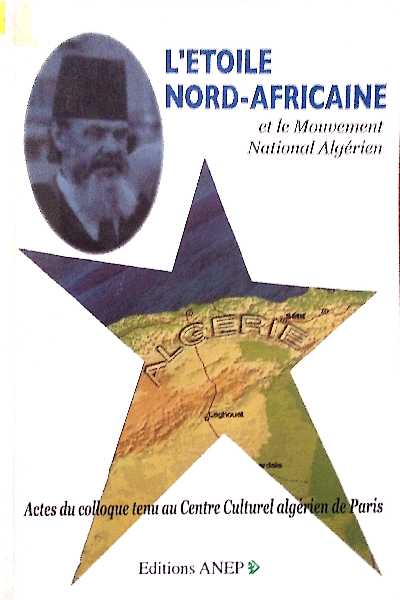 L'ETOILE
NORD-AFRICAINE
et le Mouvement
National Algérien
ALGERIE
Sétif
Laghouat
Actes du colloque tenu au Centre Culturel algérien de Paris
Editions ANEP